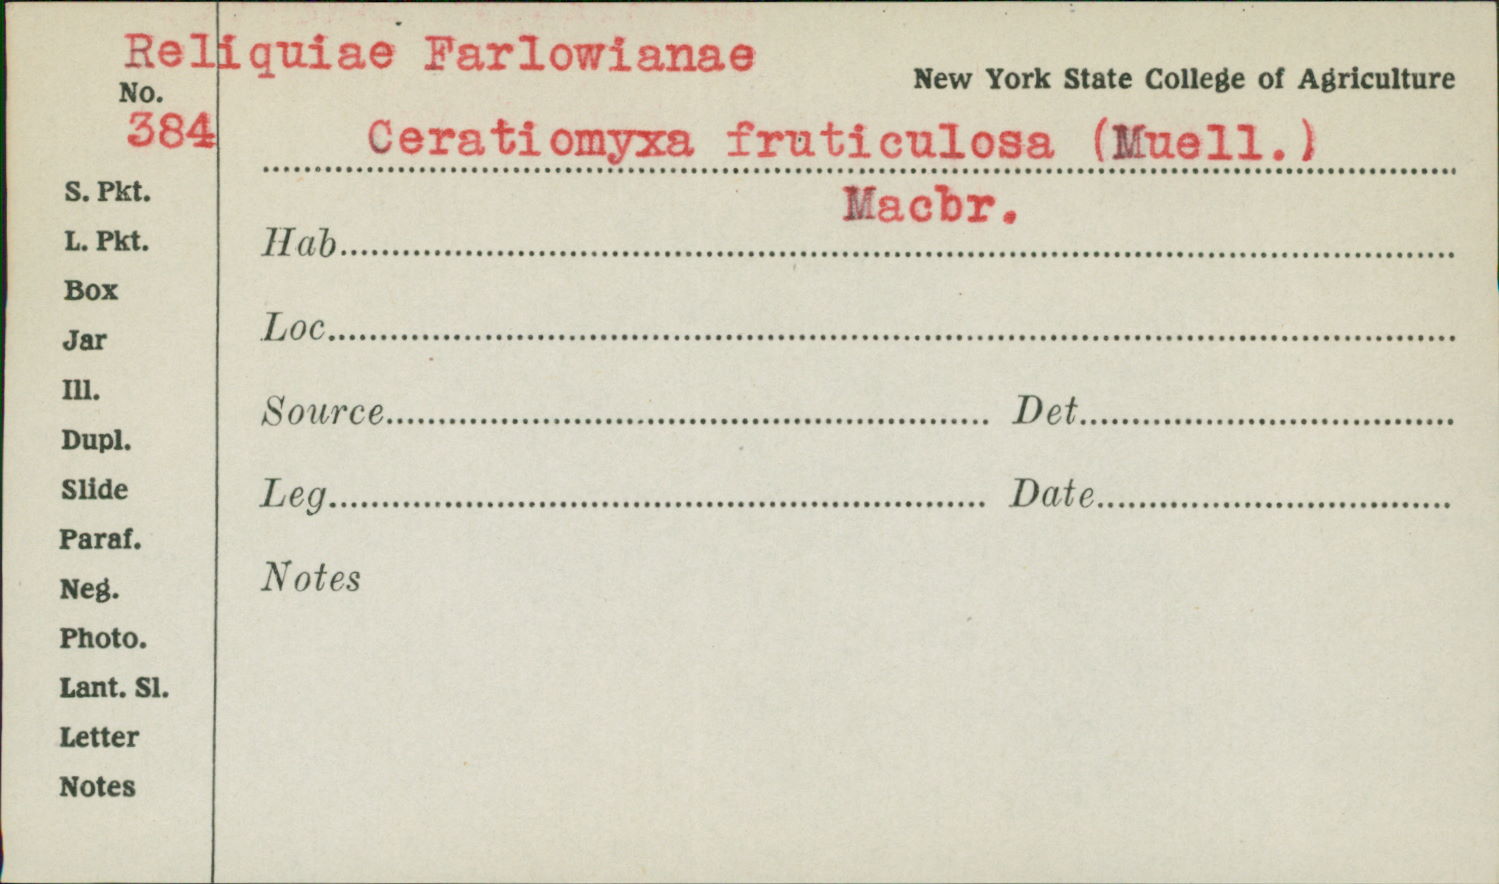 Reliquiae Farlowianae
New York State College of Agriculture
No.
384
Ceratiomyxa fruticulosa (Muell.)
Macbr.
S. Pkt.
L. Pkt.
Box
Jar
Ill.
Dupl.
Slide
Paraf.
Neg.
Photo.
Lant. Sl.
Letter
Notes
Hab
Loc
Source Det
Leg Date
Notes